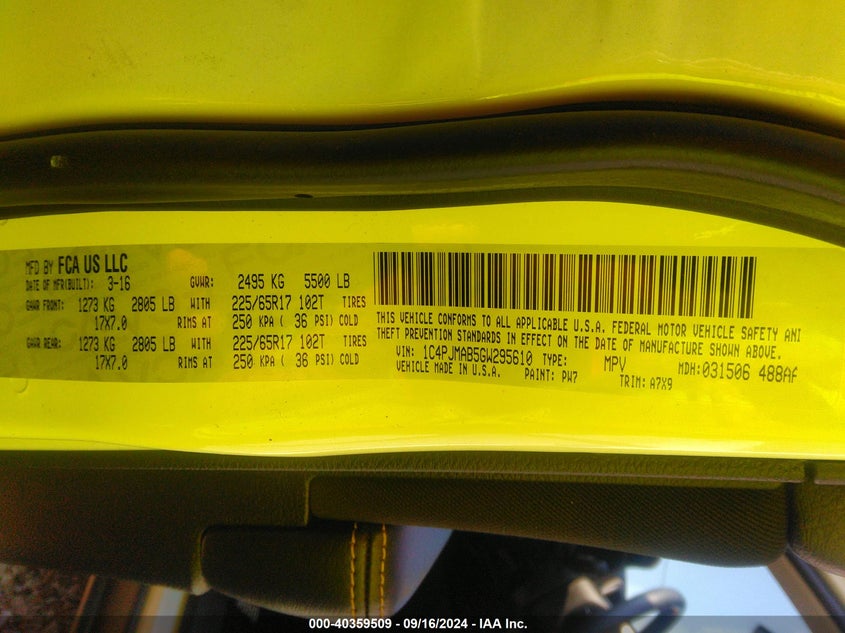 MFD BY FCA US LLC
DATE OF MFR(BUILT): 3-16 GVWR: 2495 KG 5500 LB
GAWR FRONT: 1273 KG 2805 LB WITH 225/65R17 102T TIRES
17X7.0 RIMS AT 250 KPA ( 36 PSI) COLD
GAWR REAR: 1273 KG 2805 LB WITH 225/65R17 102T TIRES
17X7.0 RIMS AT 250 KPA ( 36 PSI) COLD
THIS VEHICLE CONFORMS TO ALL APPLICABLE U.S.A. FEDERAL MOTOR VEHICLE SAFETY AND
THEFT PREVENTION STANDARDS IN EFFECT ON THE DATE OF MANUFACTURE SHOWN ABOVE.
VIN: 1C4PJMAB5GW295610 TYPE: MPV MDH:031506 488AF
VEHICLE MADE IN U.S.A. PAINT: PW7 TRIM: A7X9
000-40359509 - 09/16/2024 - IAA Inc.